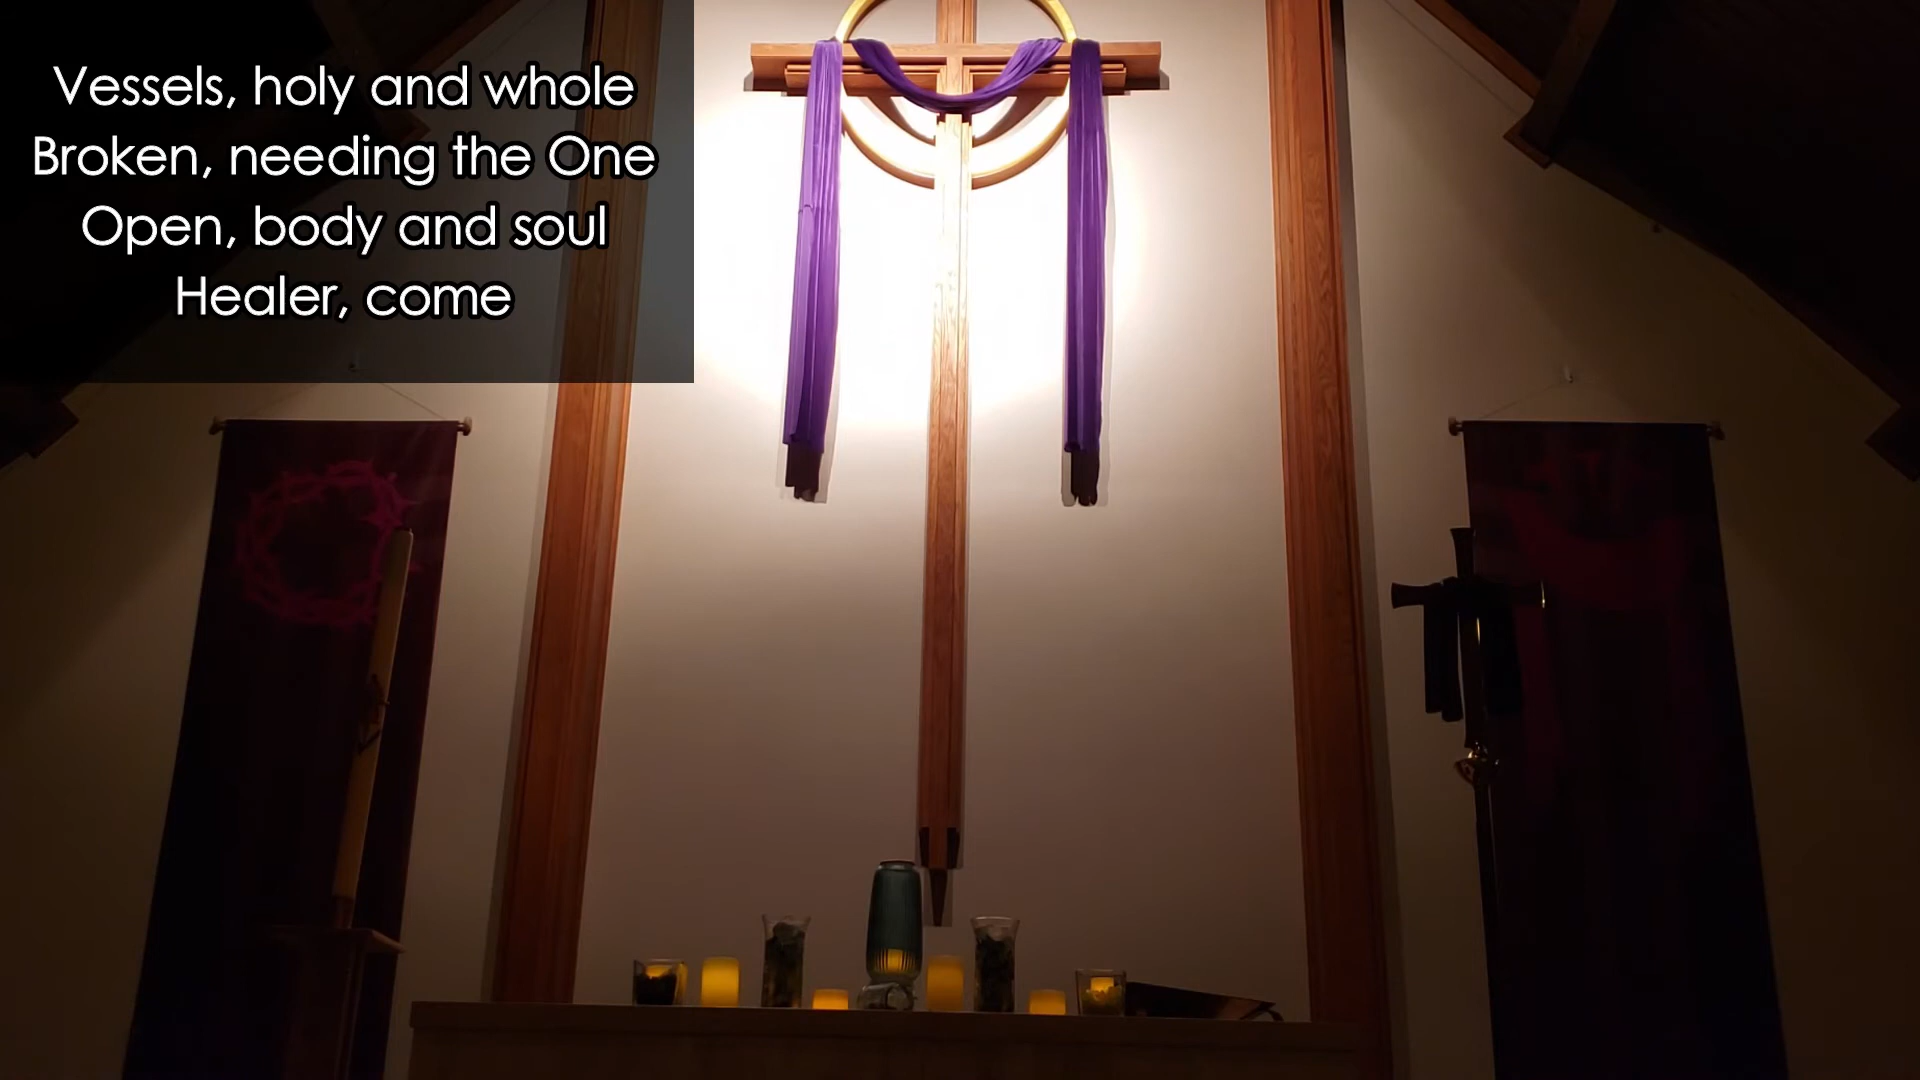 Vessels, holy and whole
Broken, needing the One
Open, body and soul
Healer, come